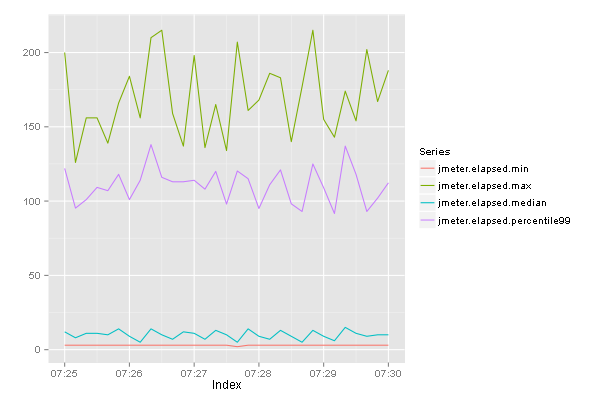 200
150
100
50
0
07:25 07:26 07:27 07:28 07:29 07:30
Index
Series
jmeter.elapsed.min
jmeter.elapsed.max
jmeter.elapsed.median
jmeter.elapsed.percentile99